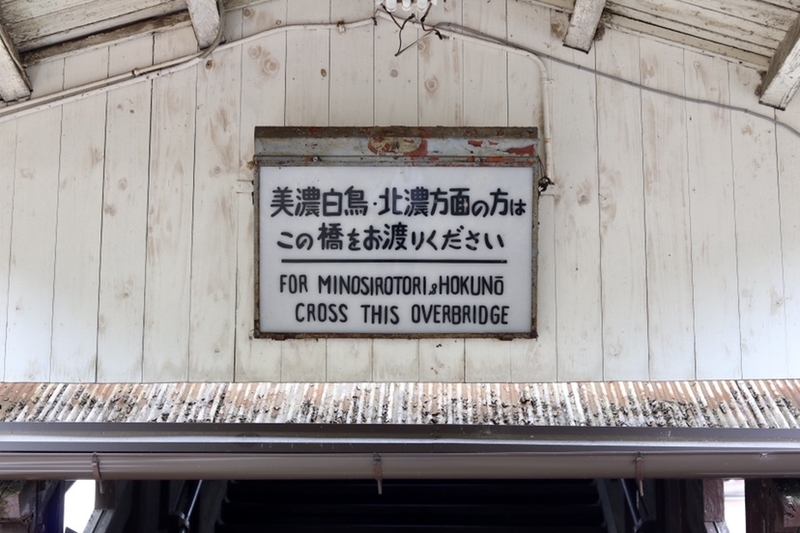 美濃白鳥・北濃方面の方は
この橋をお渡りください
FOR MINOSIROTORI & HOKUNŌ
CROSS THIS OVERBRIDGE